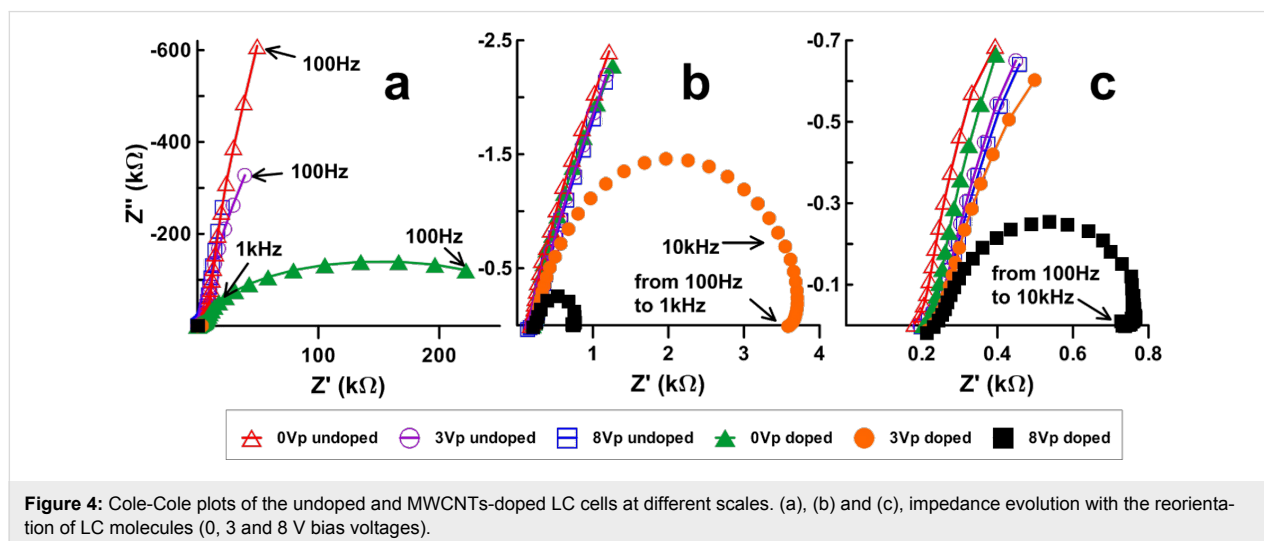 -600
-400
-200
Z'' (kΩ)
100Hz
100Hz
1kHz
100Hz
a
100
200
Z' (kΩ)
-2.5
-1.5
-0.5
b
10kHz
from 100Hz
to 1kHz
1
2
3
4
Z' (kΩ)
-0.7
-0.5
-0.3
-0.1
c
from 100Hz
to 10kHz
0.2
0.4
0.6
0.8
Z' (kΩ)
0Vp undoped 3Vp undoped 8Vp undoped 0Vp doped 3Vp doped 8Vp doped
Figure 4: Cole-Cole plots of the undoped and MWCNTs-doped LC cells at different scales. (a), (b) and (c), impedance evolution with the reorienta-
tion of LC molecules (0, 3 and 8 V bias voltages).